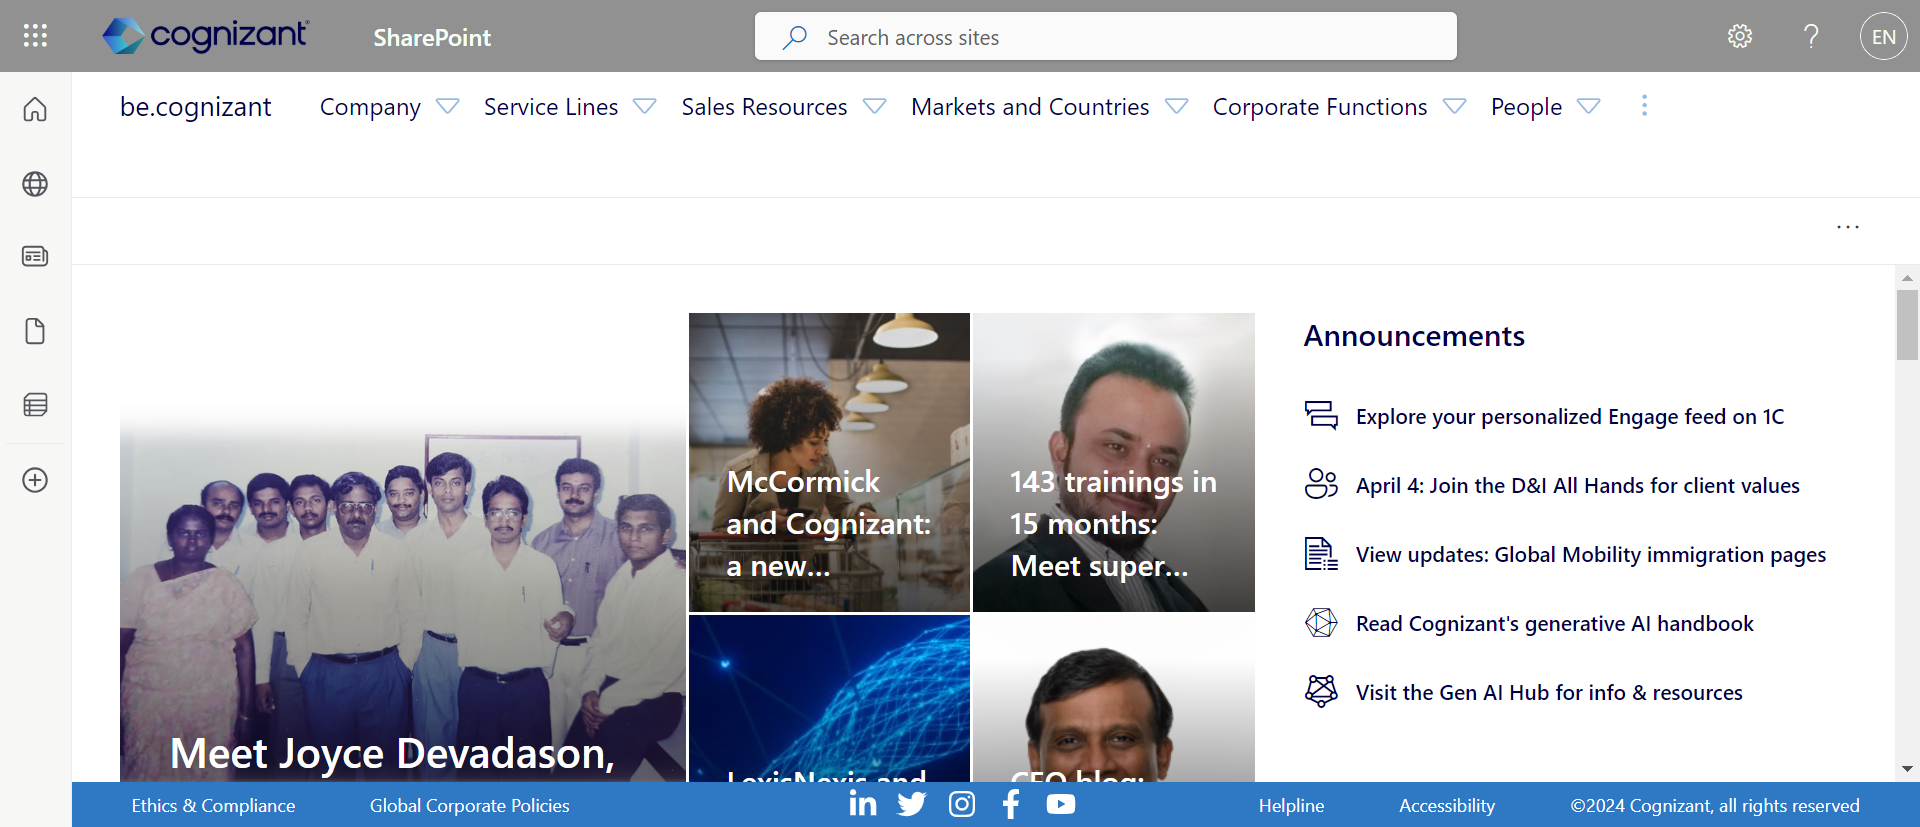 cognizant
SharePoint
Search across sites
EN
be.cognizant
Company
Service Lines
Sales Resources
Markets and Countries
Corporate Functions
People
...
Meet Joyce Devadason,
McCormick
and Cognizant:
a new...
143 trainings in
15 months:
Meet super...
LexisNexis and
CEO blog:
Announcements
Explore your personalized Engage feed on 1C
April 4: Join the D&I All Hands for client values
View updates: Global Mobility immigration pages
Read Cognizant's generative AI handbook
Visit the Gen AI Hub for info & resources
Ethics & Compliance
Global Corporate Policies
Helpline
Accessibility
©2024 Cognizant, all rights reserved